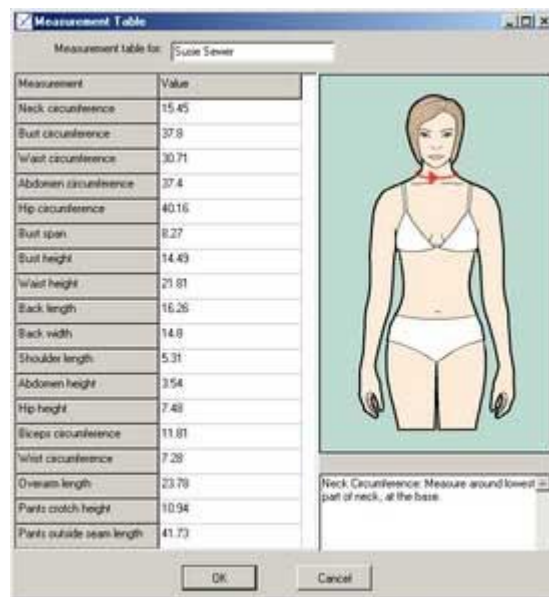 Measurement Table
Measurement table for: Susie Sewer
Measurement Value
Neck circumference 15.45
Bust circumference 37.8
Waist circumference 30.71
Abdomen circumference 37.4
Hip circumference 40.16
Bust span 8.27
Bust height 14.49
Waist height 21.81
Back length 16.26
Back width 14.8
Shoulder length 5.31
Abdomen height 3.54
Hip height 7.48
Biceps circumference 11.81
Wrist circumference 7.28
Overarm length 23.78
Pants crotch height 10.94
Pants outside seam length 41.73
Neck Circumference: Measure around lowest
part of neck, at the base.
OK Cancel